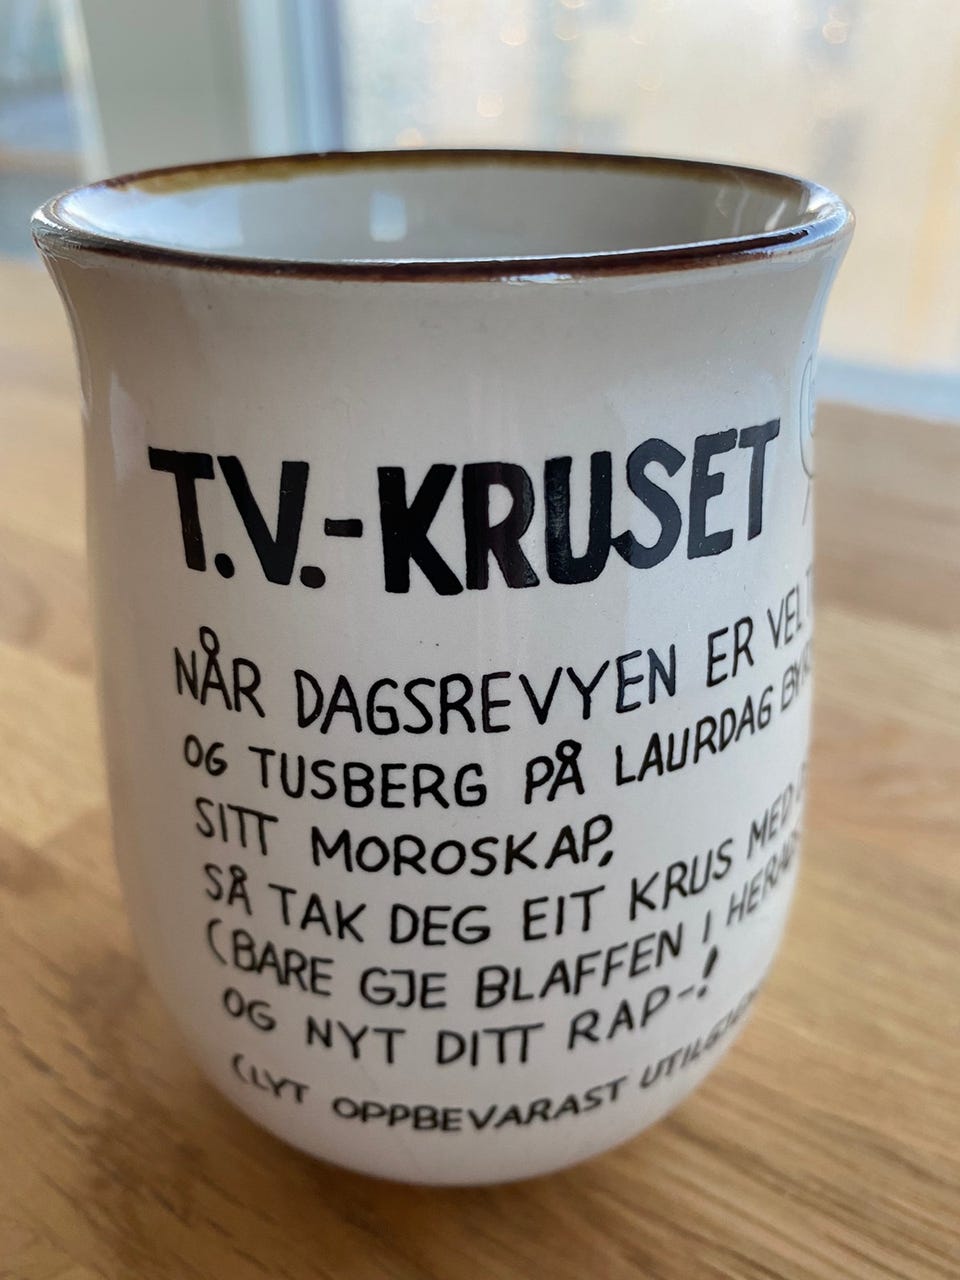 T.V.-KRUSET
NÅR DAGSREVYEN ER VEL
OG TUSBERG PÅ LAURDAG
SITT MOROSKAP,
SÅ TAK DEG EIT KRUS MED
(BARE GJE BLAFFEN I
OG NYT DITT RAP-!
(LYT OPPBEVARAST